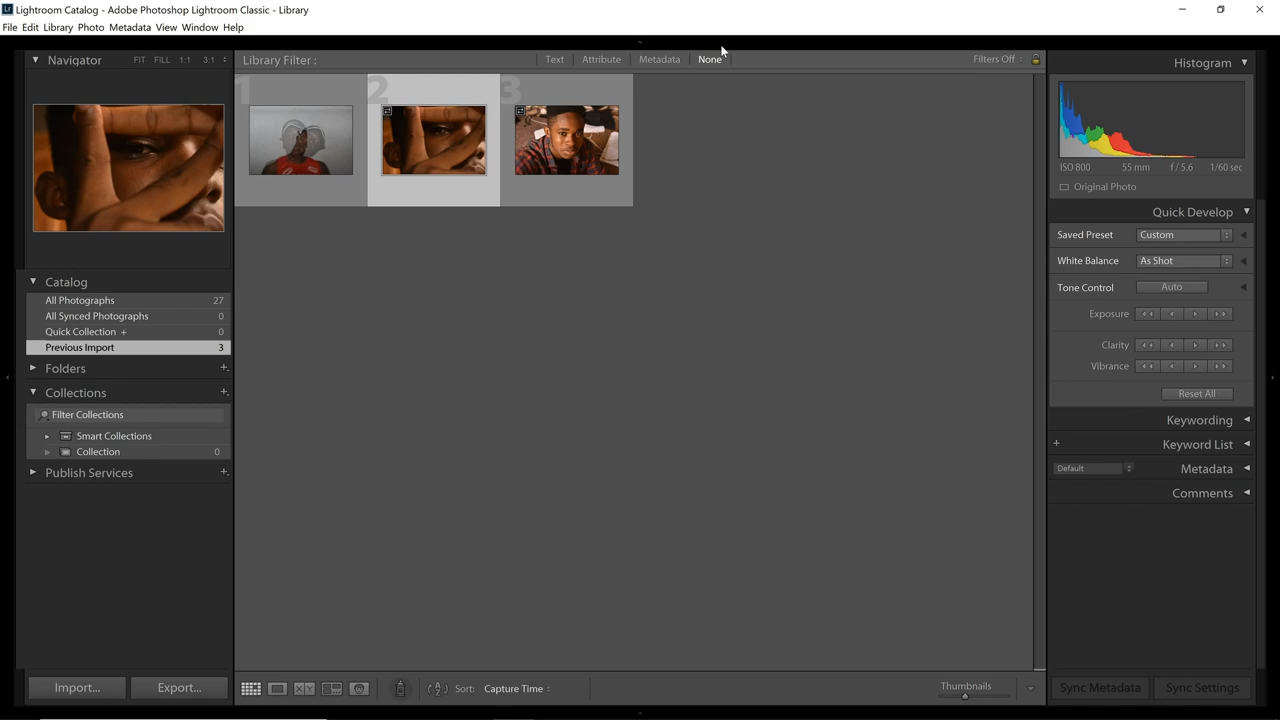 Lightroom Catalog - Adobe Photoshop Lightroom Classic - Library
File Edit Library Photo Metadata View Window Help
Navigator FIT FILL 1:1 3:1
Library Filter : Text Attribute Metadata None Filters Off
Histogram
1 2 3
ISO 800 55 mm f / 5.6 1/60 sec
Original Photo
Quick Develop
Saved Preset Custom
White Balance As Shot
Tone Control Auto
Exposure
Clarity
Vibrance
Reset All
Keywording
+ Keyword List
Default Metadata
Comments
Catalog
All Photographs 27
All Synced Photographs 0
Quick Collection + 0
Previous Import 3
Folders +
Collections +
Filter Collections
Smart Collections
Collection 0
Publish Services +
Import... Export...
XY
AZ Sort: Capture Time
Thumbnails
Sync Metadata Sync Settings